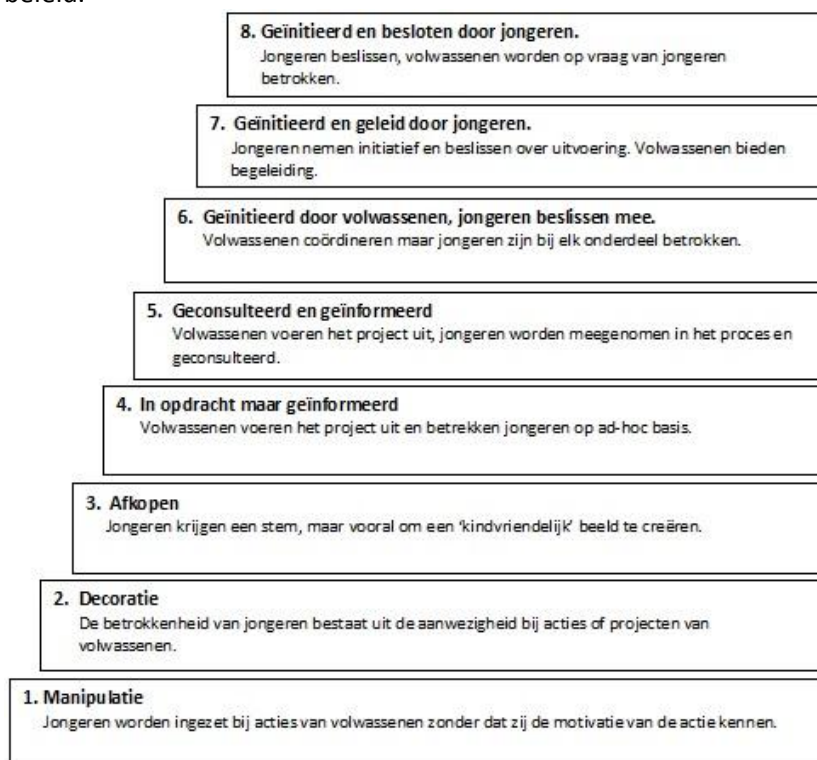 beleid.
8. Geïnitieerd en besloten door jongeren.
Jongeren beslissen, volwassenen worden op vraag van jongeren
betrokken.
7. Geïnitieerd en geleid door jongeren.
Jongeren nemen initiatief en beslissen over uitvoering. Volwassenen bieden
begeleiding.
6. Geïnitieerd door volwassenen, jongeren beslissen mee.
Volwassenen coördineren maar jongeren zijn bij elk onderdeel betrokken.
5. Geconsulteerd en geïnformeerd
Volwassenen voeren het project uit, jongeren worden meegenomen in het proces en
geconsulteerd.
4. In opdracht maar geïnformeerd
Volwassenen voeren het project uit en betrekken jongeren op ad-hoc basis.
3. Afkopen
Jongeren krijgen een stem, maar vooral om een ‘kindvriendelijk’ beeld te creëren.
2. Decoratie
De betrokkenheid van jongeren bestaat uit de aanwezigheid bij acties of projecten van
volwassenen.
1. Manipulatie
Jongeren worden ingezet bij acties van volwassenen zonder dat zij de motivatie van de actie kennen.